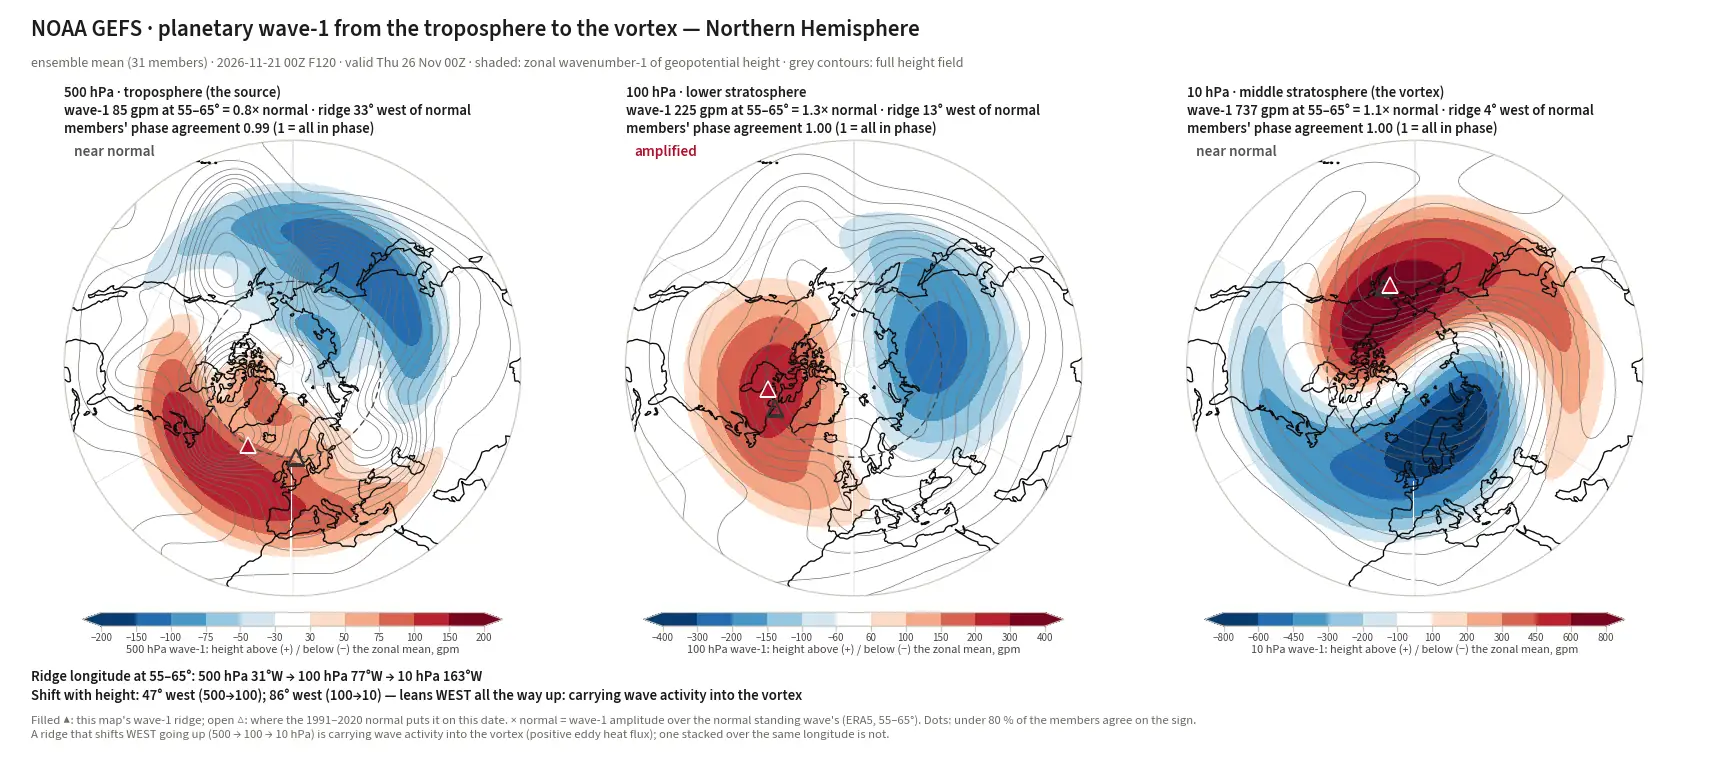 NOAA GEFS · planetary wave-1 from the troposphere to the vortex — Northern Hemisphere
ensemble mean (31 members) · 2026-11-21 00Z F120 · valid Thu 26 Nov 00Z · shaded: zonal wavenumber-1 of geopotential height · grey contours: full height field
500 hPa · troposphere (the source)
wave-1 85 gpm at 55–65° = 0.8× normal · ridge 33° west of normal
members' phase agreement 0.99 (1 = all in phase)
near normal
100 hPa · lower stratosphere
wave-1 225 gpm at 55–65° = 1.3× normal · ridge 13° west of normal
members' phase agreement 1.00 (1 = all in phase)
amplified
10 hPa · middle stratosphere (the vortex)
wave-1 737 gpm at 55–65° = 1.1× normal · ridge 4° west of normal
members' phase agreement 1.00 (1 = all in phase)
near normal
−200 −150 −100 −75 −50 −30 30 50 75 100 150 200
500 hPa wave-1: height above (+) / below (−) the zonal mean, gpm
−400 −300 −200 −150 −100 −60 60 100 150 200 300 400
100 hPa wave-1: height above (+) / below (−) the zonal mean, gpm
−800 −600 −450 −300 −200 −100 100 200 300 450 600 800
10 hPa wave-1: height above (+) / below (−) the zonal mean, gpm
Ridge longitude at 55–65°: 500 hPa 31°W → 100 hPa 77°W → 10 hPa 163°W
Shift with height: 47° west (500→100); 86° west (100→10) — leans WEST all the way up: carrying wave activity into the vortex
Filled ▲: this map's wave-1 ridge; open △: where the 1991–2020 normal puts it on this date. × normal = wave-1 amplitude over the normal standing wave's (ERA5, 55–65°). Dots: under 80 % of the members agree on the sign.
A ridge that shifts WEST going up (500 → 100 → 10 hPa) is carrying wave activity into the vortex (positive eddy heat flux); one stacked over the same longitude is not.